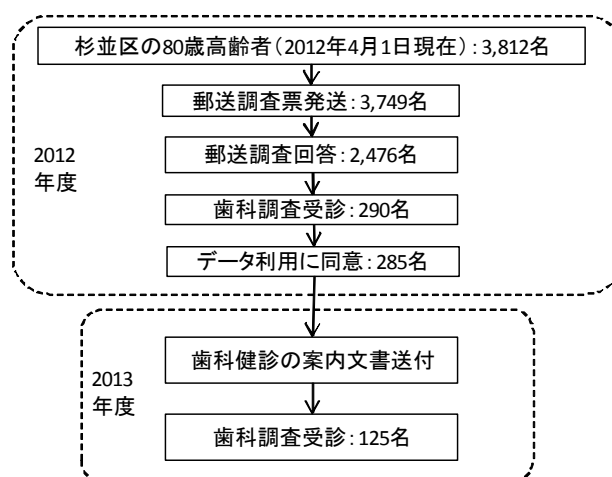 杉並区の80歳高齢者（2012年4月1日現在）：3,812名
郵送調査票発送：3,749名
郵送調査回答：2,476名
歯科調査受診：290名
データ利用に同意：285名
2012
年度
歯科健診の案内文書送付
歯科調査受診：125名
2013
年度